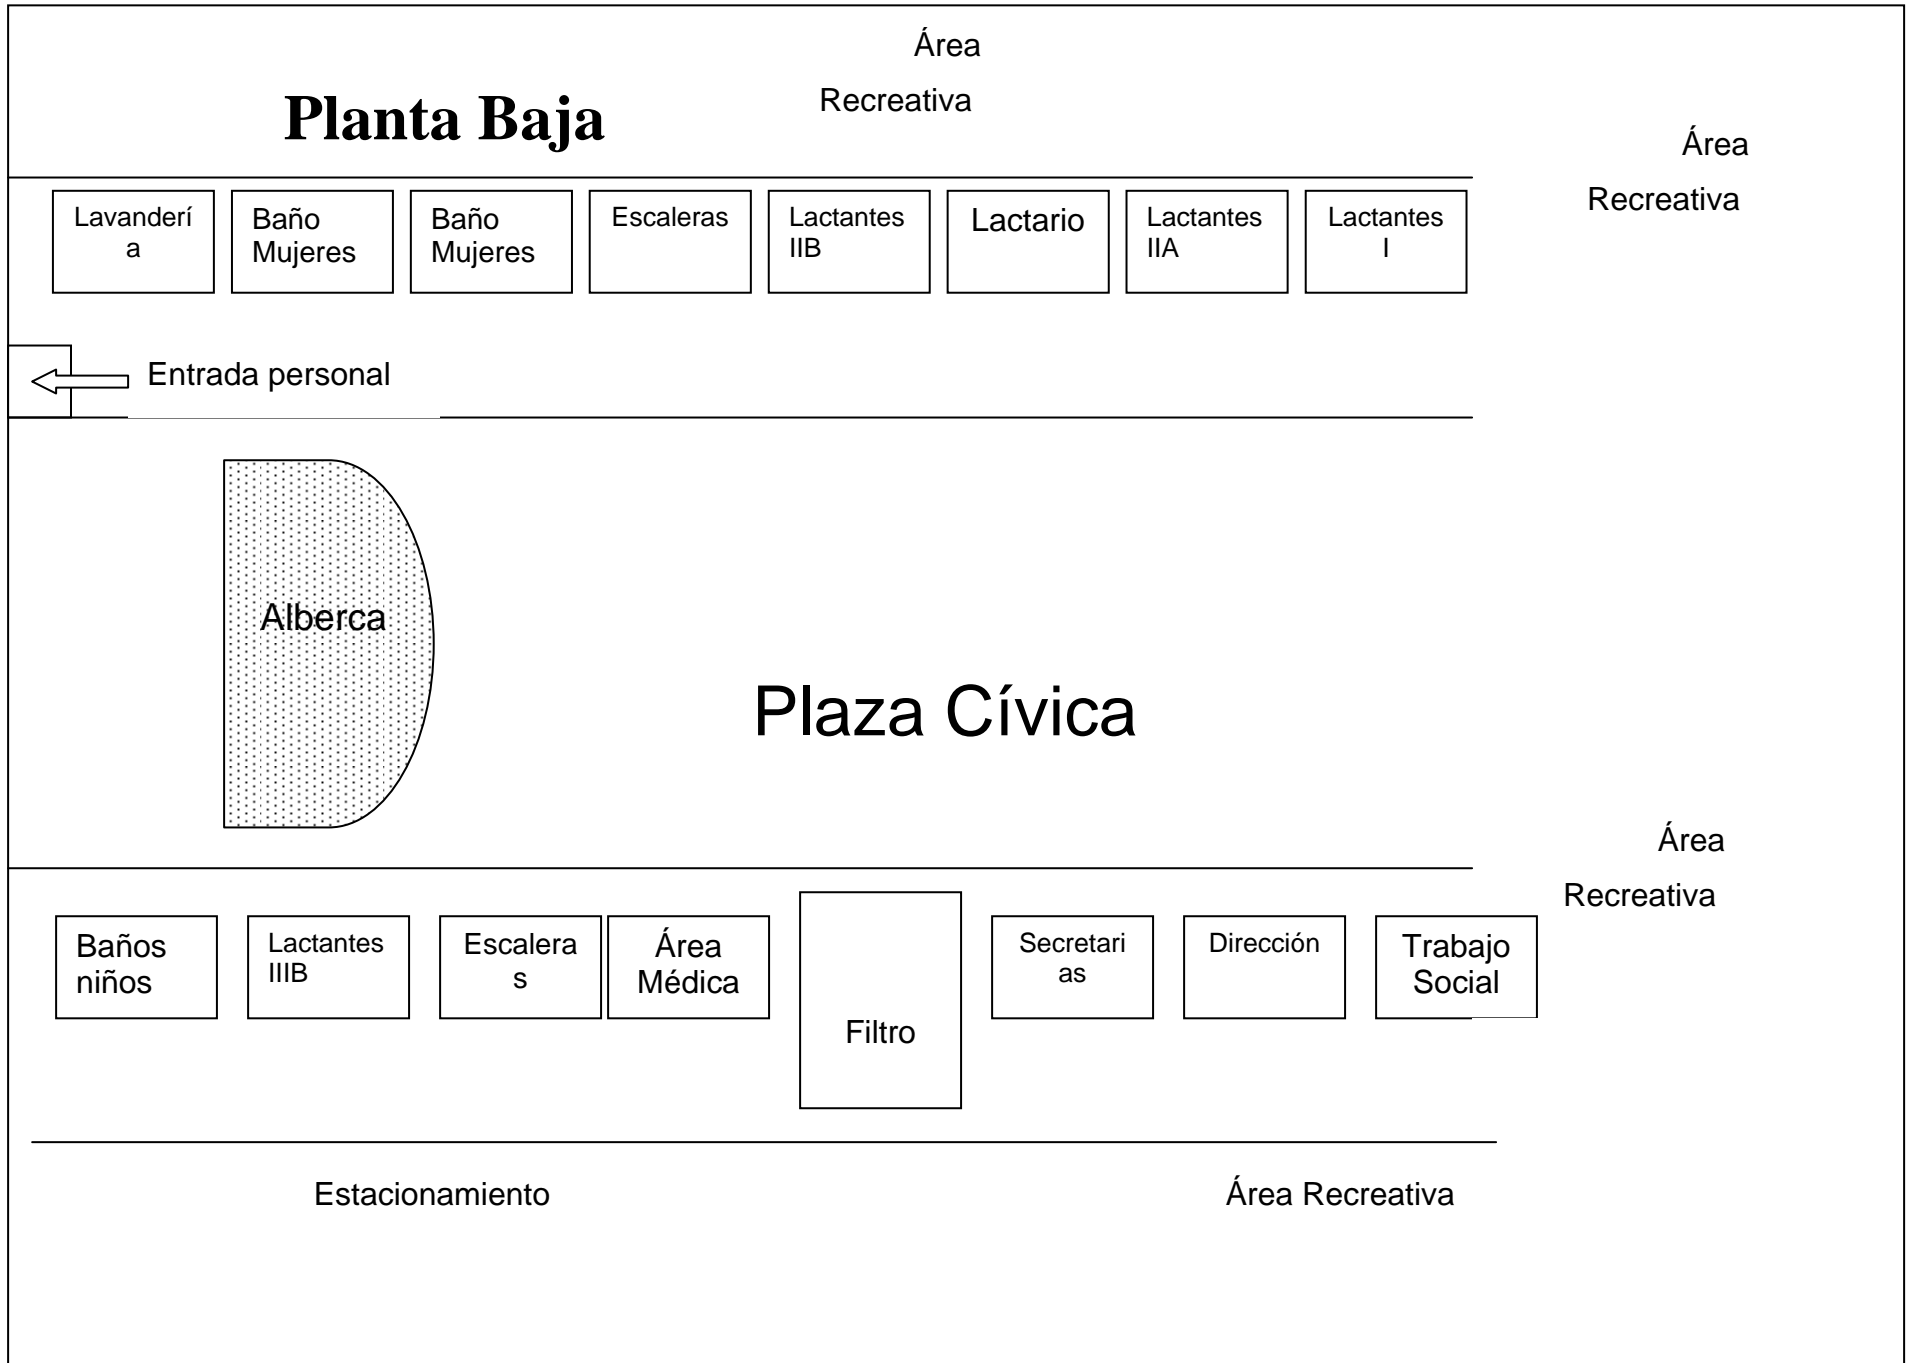 Área
Recreativa
Planta Baja
Área
Recreativa
Lavanderí
a
Baño
Mujeres
Baño
Mujeres
Escaleras
Lactantes
IIB
Lactario
Lactantes
IIA
Lactantes
I
Entrada personal
Alberca
Plaza Cívica
Área
Recreativa
Baños
niños
Lactantes
IIIB
Escalera
s
Área
Médica
Filtro
Secretari
as
Dirección
Trabajo
Social
Estacionamiento
Área Recreativa